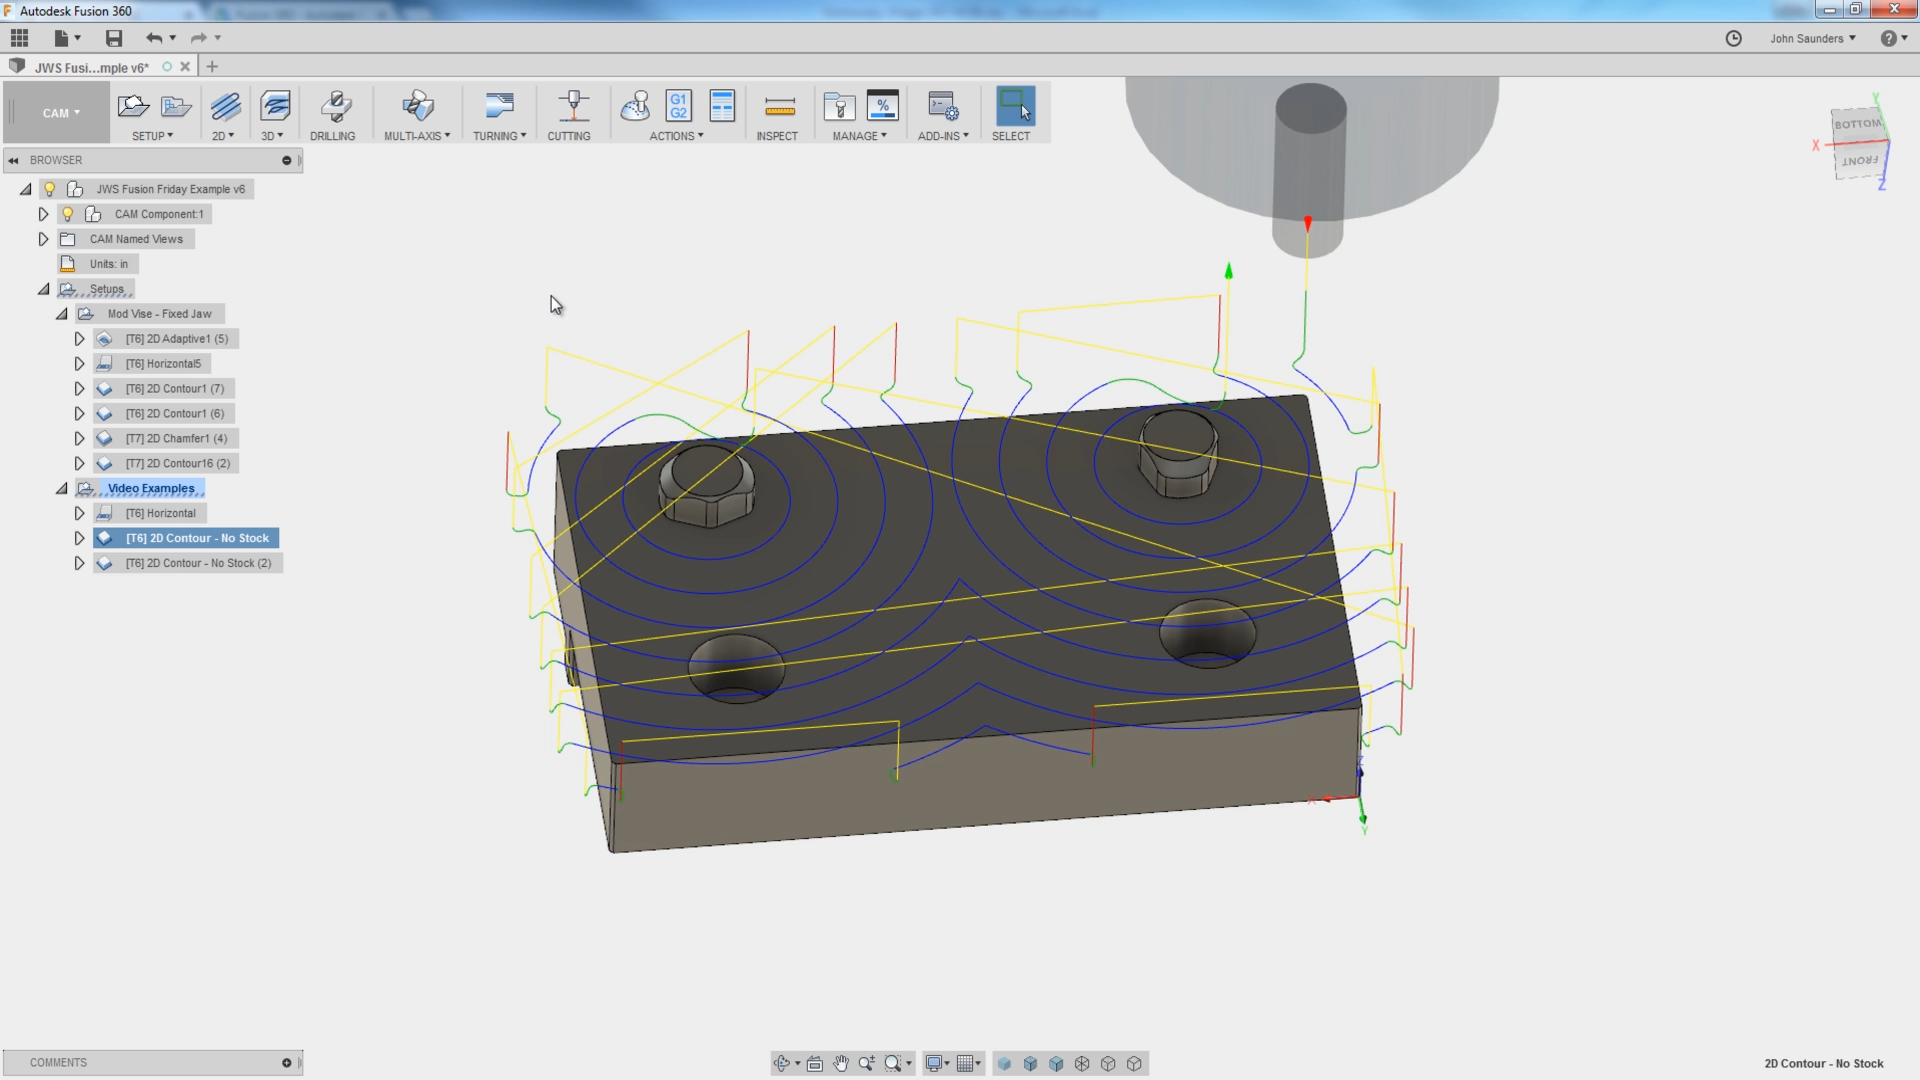 Autodesk Fusion 360
John Saunders
JWS Fusi...mple v6*
CAM
SETUP
2D
3D
DRILLING
MULTI-AXIS
TURNING
CUTTING
G1
G2
ACTIONS
INSPECT
%
MANAGE
ADD-INS
SELECT
BROWSER
JWS Fusion Friday Example v6
CAM Component:1
CAM Named Views
Units: in
Setups
Mod Vise - Fixed Jaw
[T6] 2D Adaptive1 (5)
[T6] Horizontal5
[T6] 2D Contour1 (7)
[T6] 2D Contour1 (6)
[T7] 2D Chamfer1 (4)
[T7] 2D Contour16 (2)
Video Examples
[T6] Horizontal
[T6] 2D Contour - No Stock
[T6] 2D Contour - No Stock (2)
Y
BOTTOM
X
FRONT
Z
Z
X
Y
COMMENTS
2D Contour - No Stock